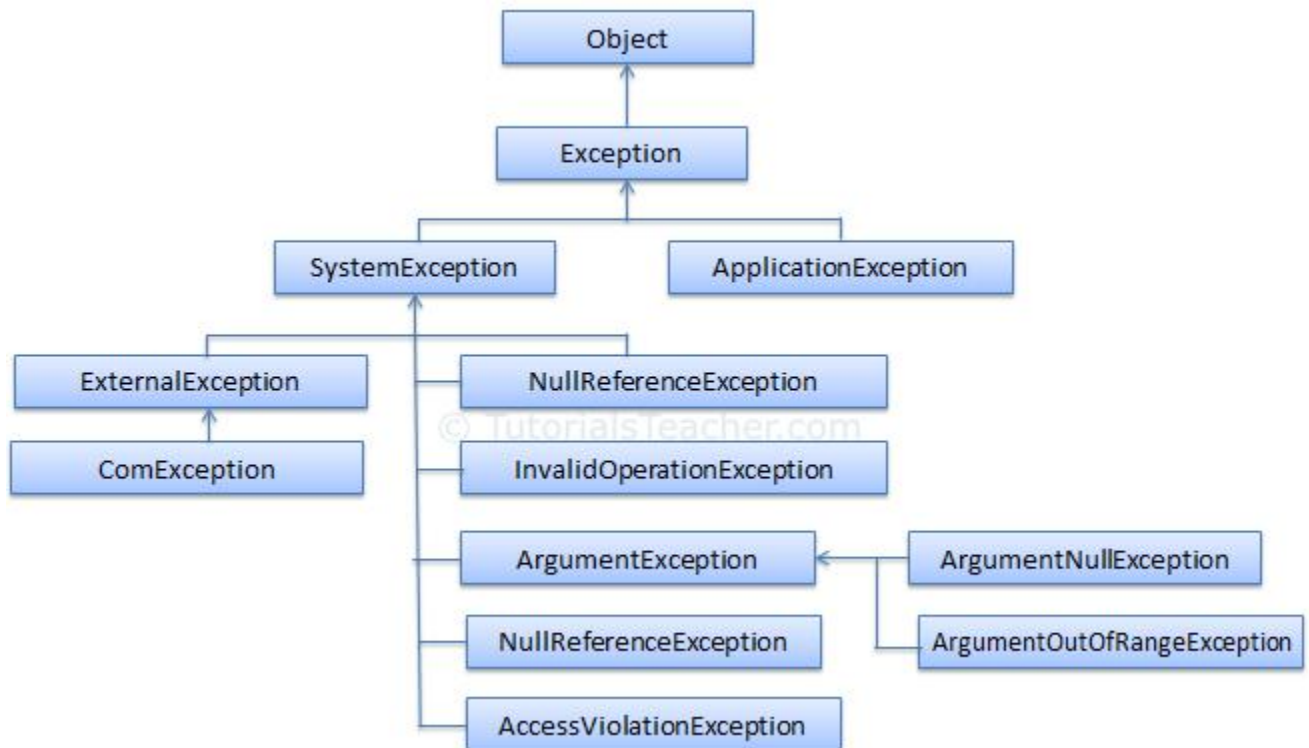 Object
Exception
SystemException
ApplicationException
ExternalException
NullReferenceException
© TutorialsTeacher.com
ComException
InvalidOperationException
ArgumentException
ArgumentNullException
NullReferenceException
ArgumentOutOfRangeException
AccessViolationException